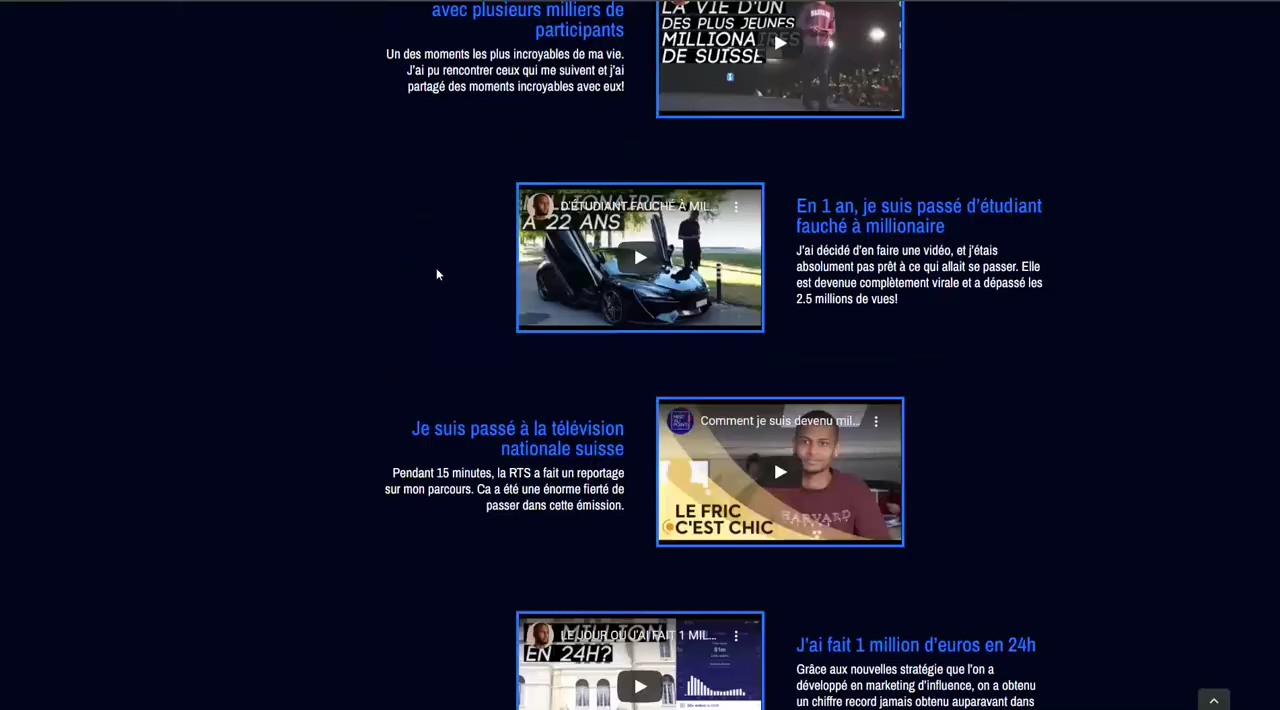 avec plusieurs milliers de
participants
Un des moments les plus incroyables de ma vie.
J'ai pu rencontrer ceux qui me suivent et j'ai
partagé des moments incroyables avec eux!
LA VIE D'UN
DES PLUS JEUNES
MILLIONAIRES
DE SUISSE
D'ÉTUDIANT FAUCHÉ À MIL...
MILLIONAIRE
À 22 ANS
En 1 an, je suis passé d'étudiant
fauché à millionaire
J'ai décidé d'en faire une vidéo, et j'étais
absolument pas prêt à ce qui allait se passer. Elle
est devenue complètement virale et a dépassé les
2.5 millions de vues!
Je suis passé à la télévision
nationale suisse
Pendant 15 minutes, la RTS a fait un reportage
sur mon parcours. Ca a été une énorme fierté de
passer dans cette émission.
Comment je suis devenu mil...
HARVARD
LE FRIC
C'EST CHIC
LE JOUR OÙ J'AI FAIT 1 MIL...
MILLION
EN 24H?
J'ai fait 1 million d'euros en 24h
Grâce aux nouvelles stratégie que l'on a
développé en marketing d'influence, on a obtenu
un chiffre record jamais obtenu auparavant dans